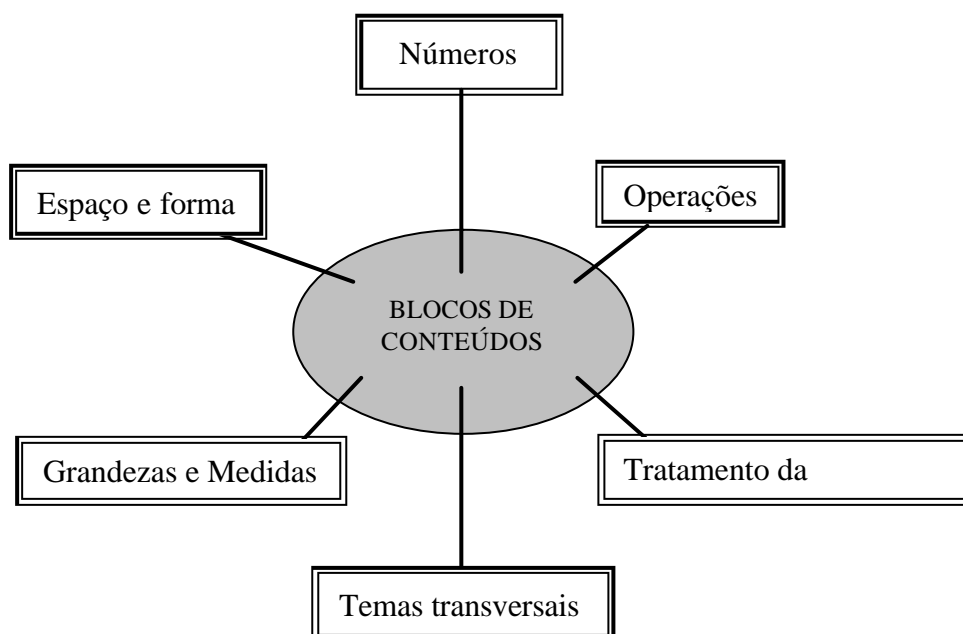 Números
Espaço e forma
Operações
BLOCOS DE
CONTEÚDOS
Grandezas e Medidas
Tratamento da
Temas transversais